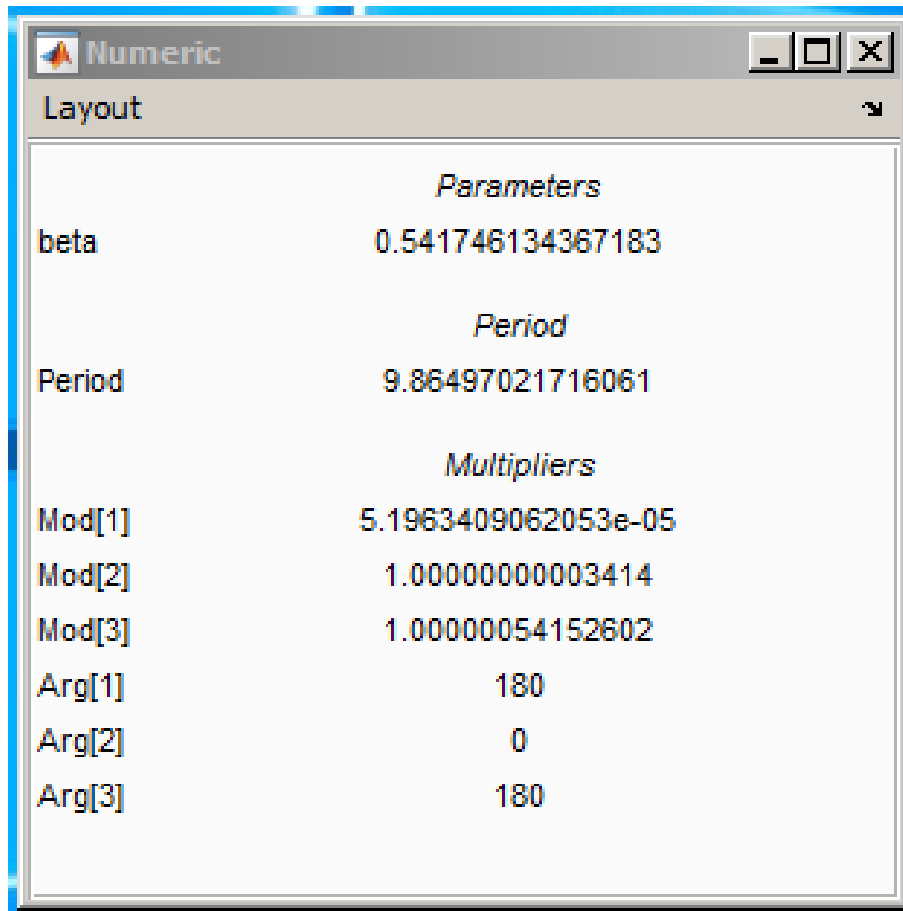 Numeric
Layout
Parameters
beta 0.541746134367183
Period
Period 9.86497021716061
Multipliers
Mod[1] 5.1963409062053e-05
Mod[2] 1.00000000003414
Mod[3] 1.00000054152602
Arg[1] 180
Arg[2] 0
Arg[3] 180